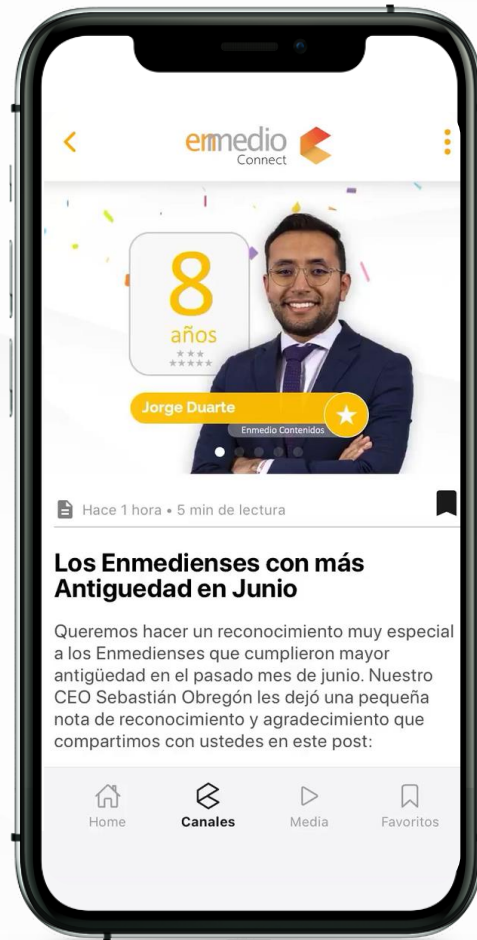 enmedio
Connect
8
años
Jorge Duarte
Enmedio Contenidos
Hace 1 hora • 5 min de lectura
Los Enmedienses con más
Antiguedad en Junio
Queremos hacer un reconocimiento muy especial
a los Enmedienses que cumplieron mayor
antigüedad en el pasado mes de junio. Nuestro
CEO Sebastián Obregón les dejó una pequeña
nota de reconocimiento y agradecimiento que
compartimos con ustedes en este post:
Home Canales Media Favoritos